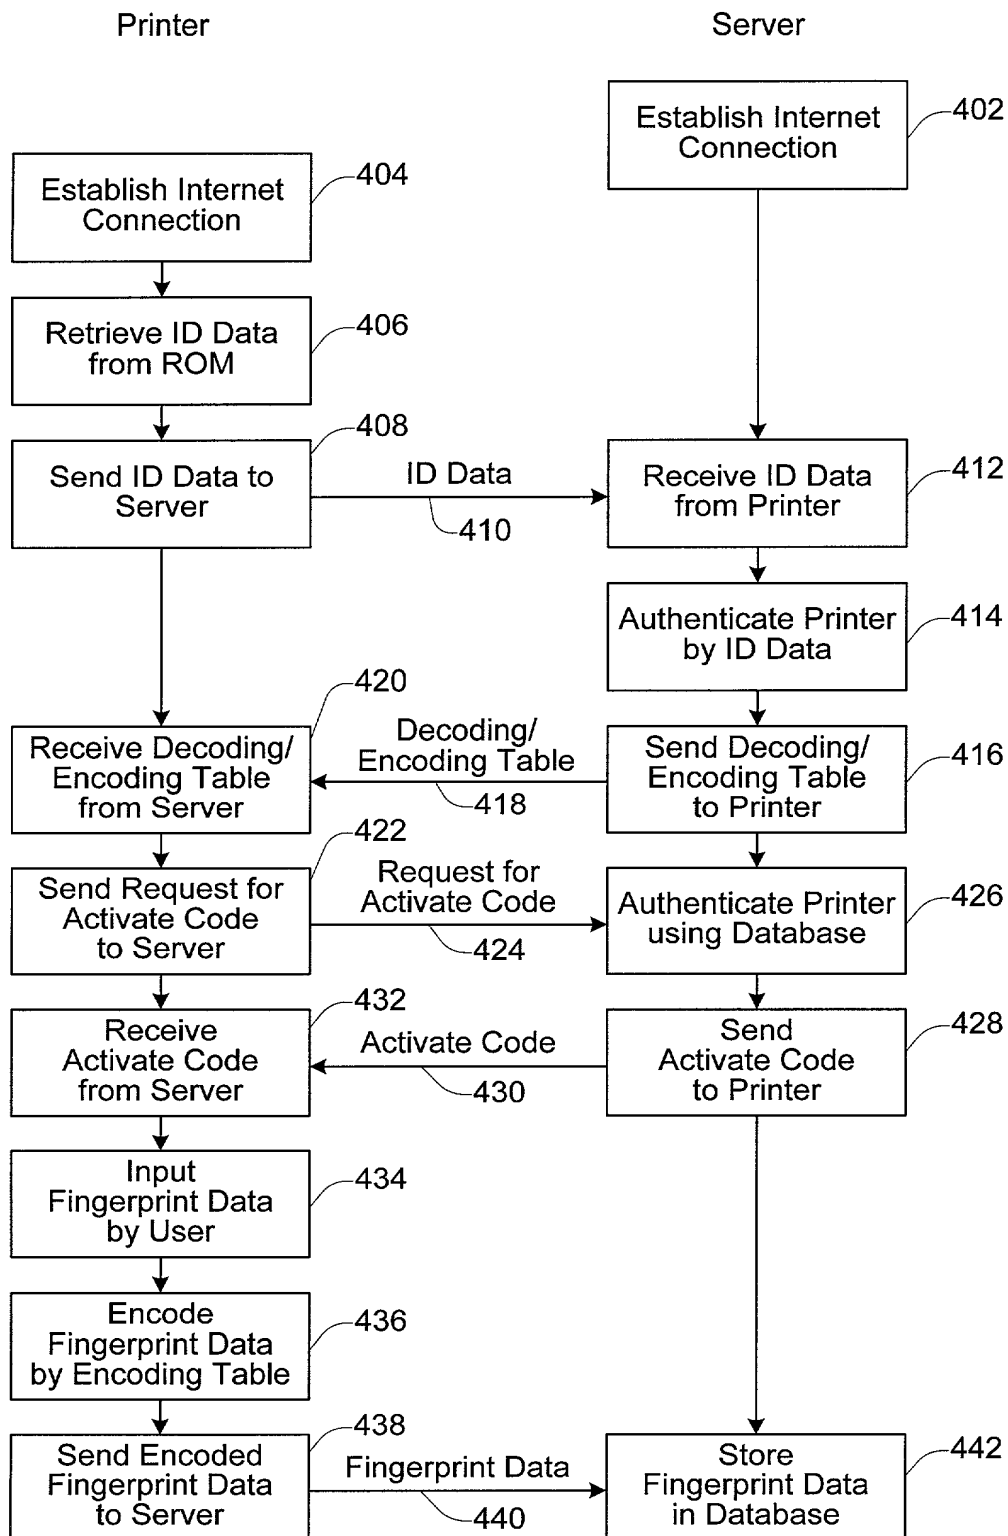 Printer
Server
Establish Internet
Connection
402
Establish Internet
Connection
404
Retrieve ID Data
from ROM
406
Send ID Data to
Server
408
ID Data
410
Receive ID Data
from Printer
412
Authenticate Printer
by ID Data
414
Receive Decoding/
Encoding Table
from Server
420
Decoding/
Encoding Table
418
Send Decoding/
Encoding Table
to Printer
416
Send Request for
Activate Code
to Server
422
Request for
Activate Code
424
Authenticate Printer
using Database
426
Receive
Activate Code
from Server
432
Activate Code
430
Send
Activate Code
to Printer
428
Input
Fingerprint Data
by User
434
Encode
Fingerprint Data
by Encoding Table
436
Send Encoded
Fingerprint Data
to Server
438
Fingerprint Data
440
Store
Fingerprint Data
in Database
442